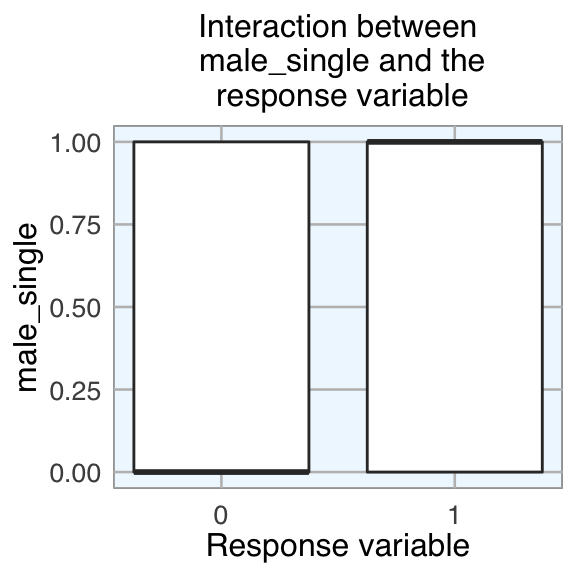 Interaction between
male_single and the
response variable
1.00
0.75
0.50
0.25
0.00
male_single
0 1
Response variable